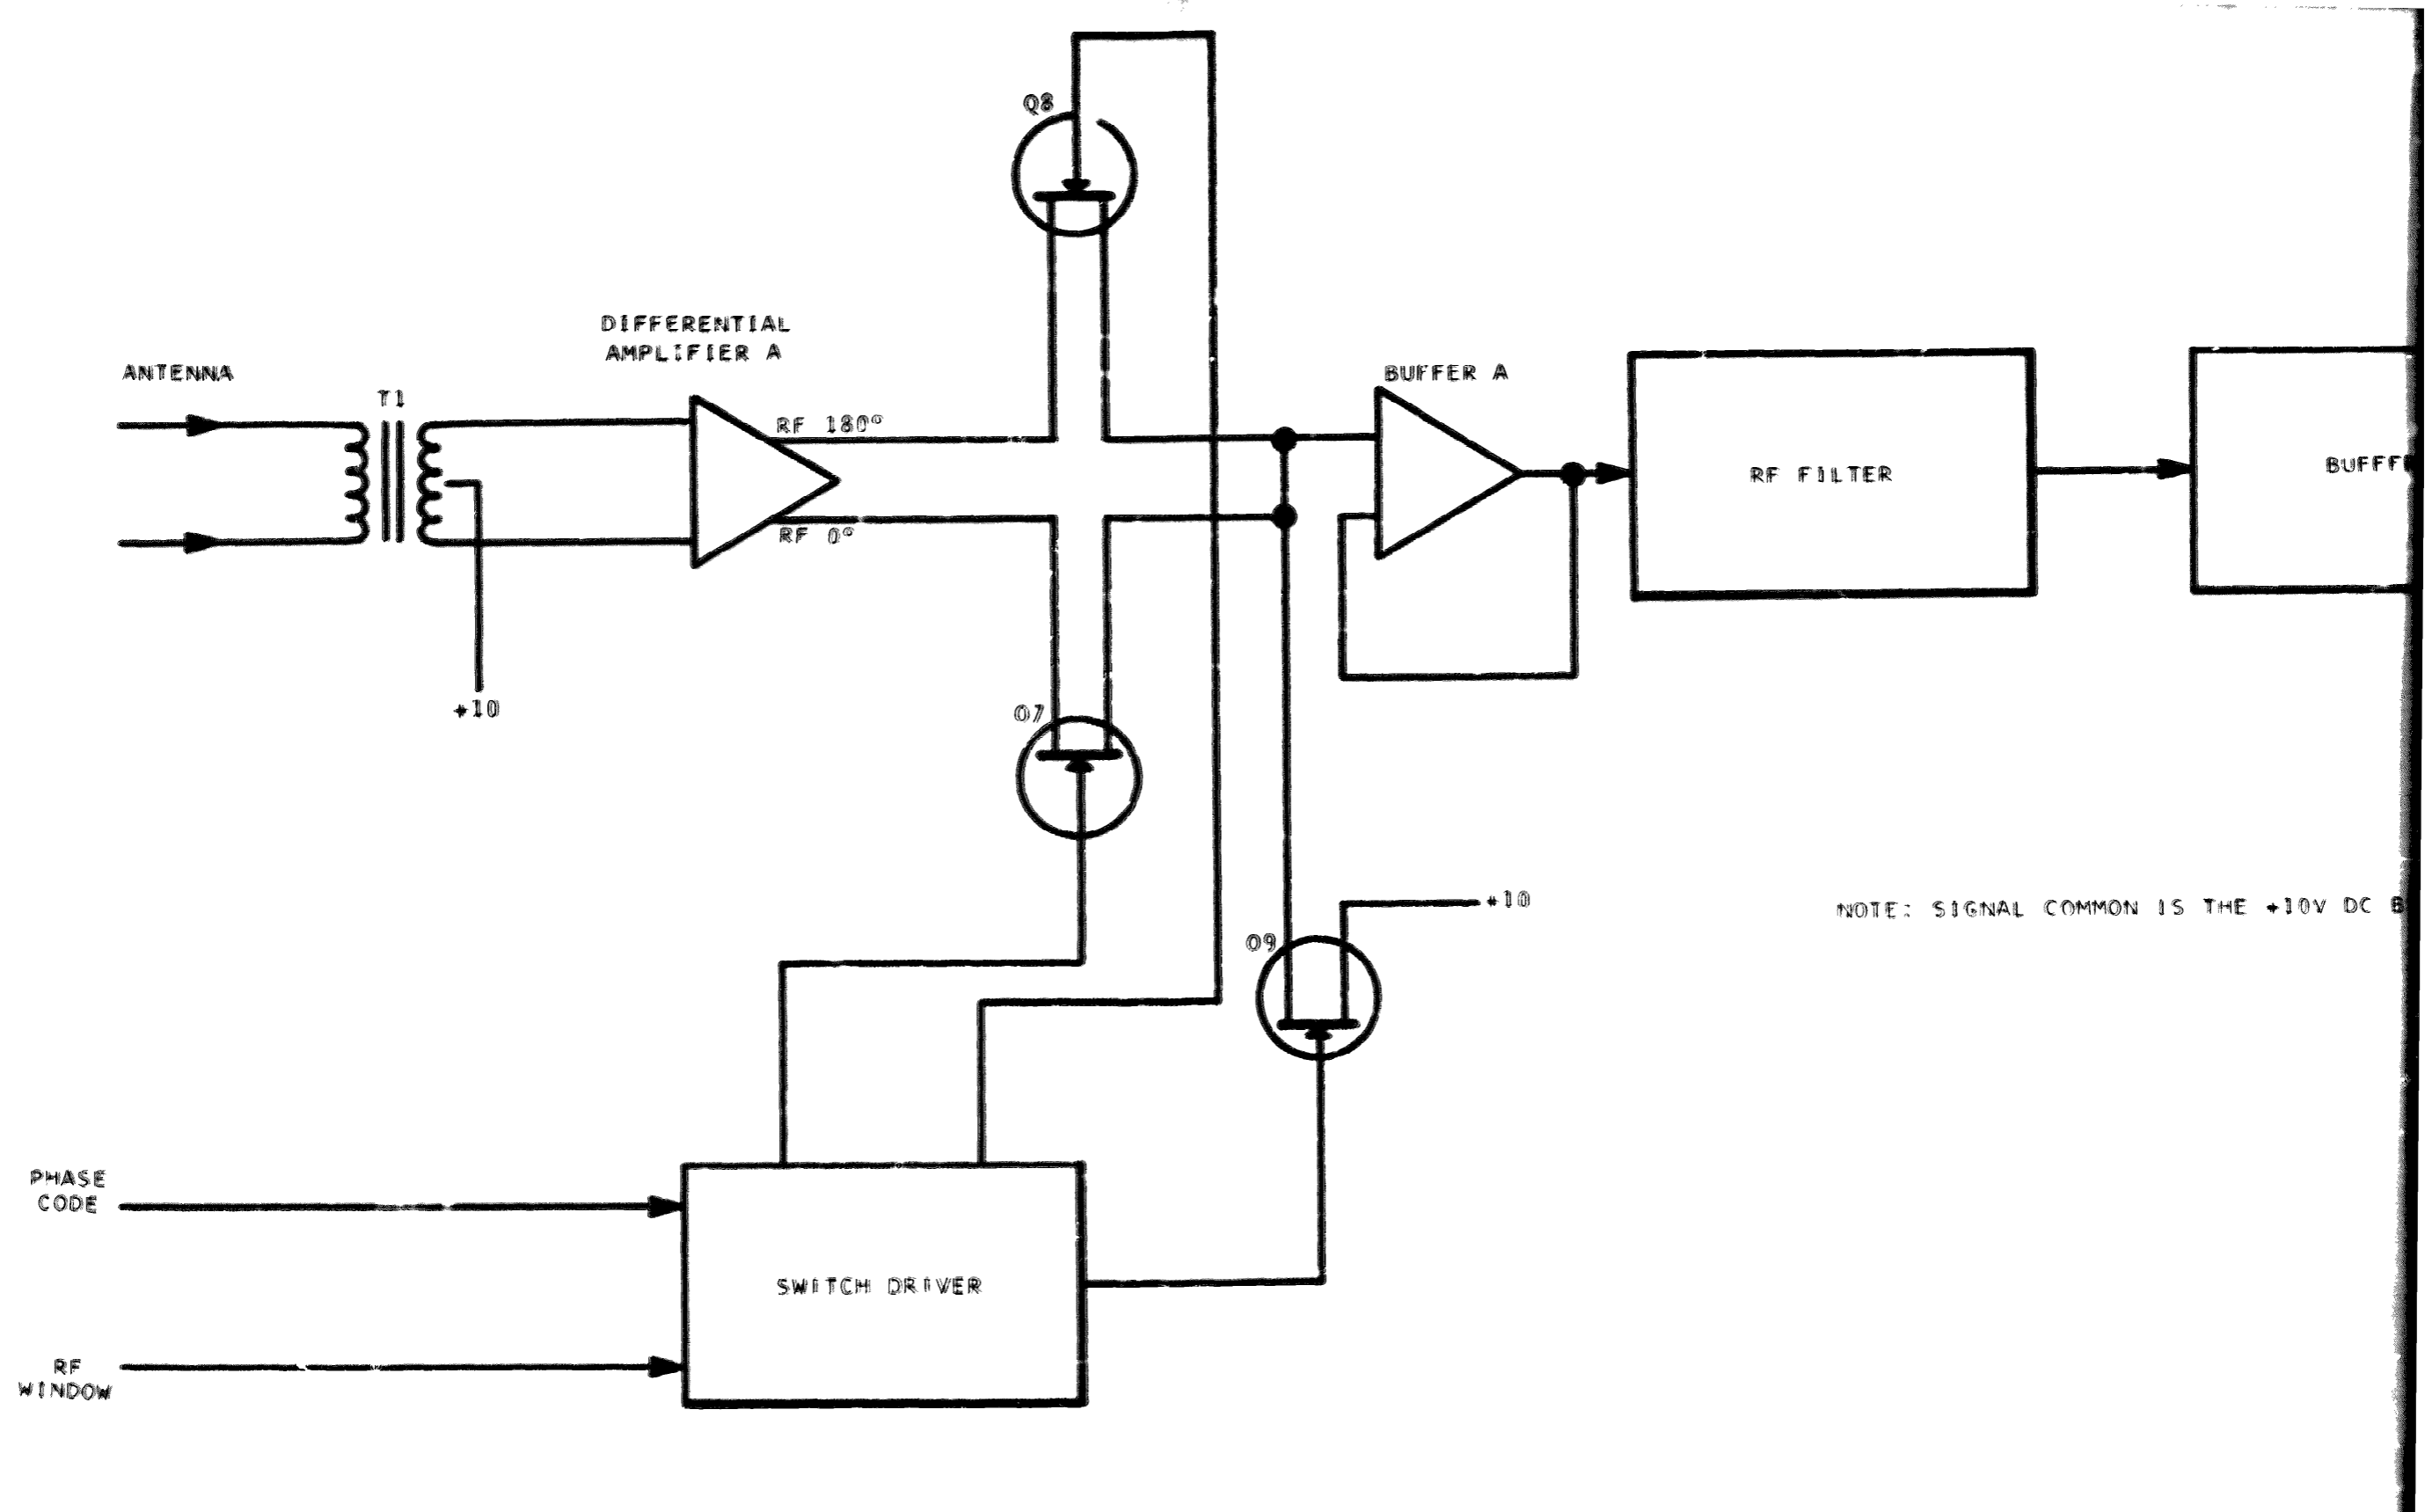 Q8
DIFFERENTIAL
AMPLIFIER A
ANTENNA
T1
RF 180°
BUFFER A
RF FILTER
RF 0°
+10
Q7
+10
Q9
NOTE: SIGNAL COMMON IS THE +10V DC
PHASE
CODE
SWITCH DRIVER
RF
WINDOW